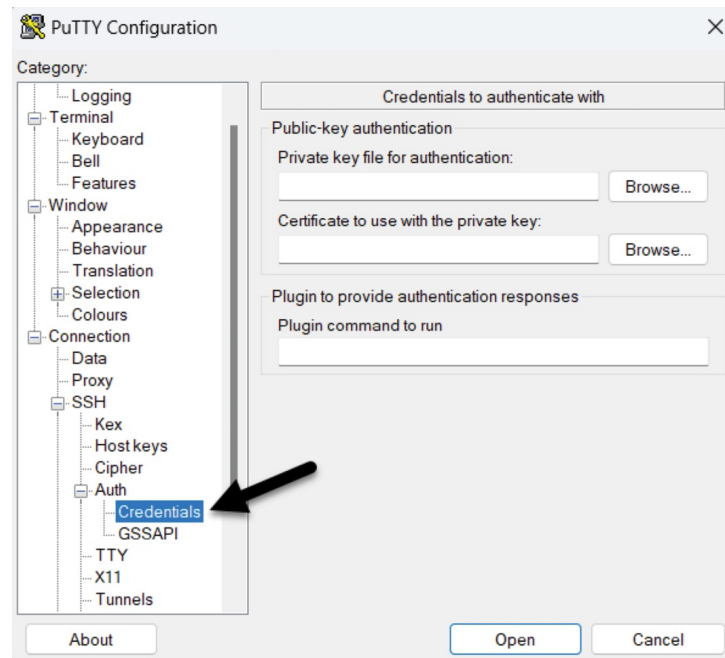 PuTTY Configuration
Category:
Logging
Terminal
Keyboard
Bell
Features
Window
Appearance
Behaviour
Translation
Selection
Colours
Connection
Data
Proxy
SSH
Kex
Host keys
Cipher
Auth
Credentials
GSSAPI
TTY
X11
Tunnels
Credentials to authenticate with
Public-key authentication
Private key file for authentication:
Browse...
Certificate to use with the private key:
Browse...
Plugin to provide authentication responses
Plugin command to run
About
Open
Cancel